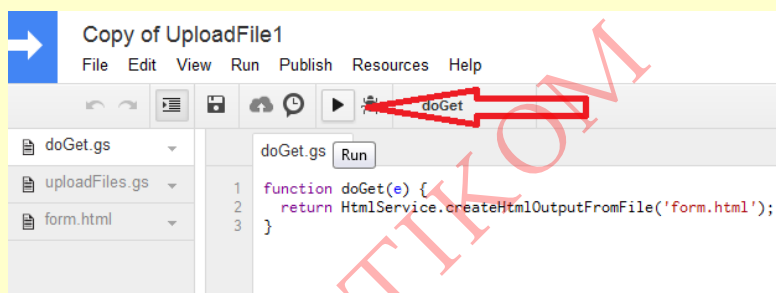 Copy of UploadFile1
File Edit View Run Publish Resources Help
doGet
doGet.gs
doGet.gs
Run
uploadFiles.gs
form.html
1 function doGet(e) {
2 return HtmlService.createHtmlOutputFromFile('form.html');
3 }
TIKOM